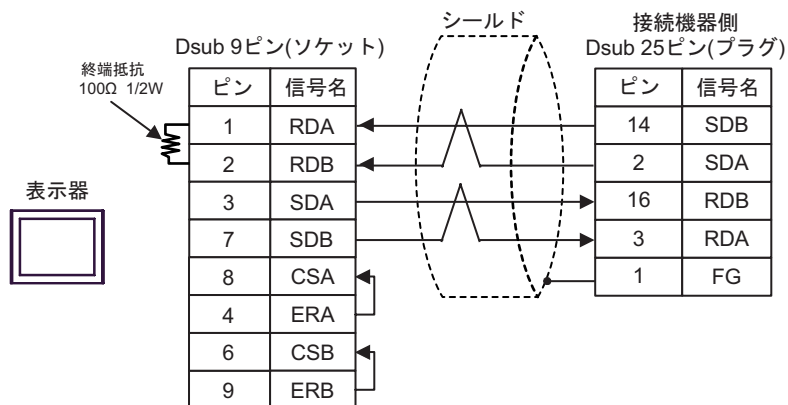 シールド
接続機器側
Dsub 9ピン(ソケット)
Dsub 25ピン(プラグ)
終端抵抗
100Ω 1/2W
ピン 信号名
1 RDA
2 RDB
3 SDA
7 SDB
8 CSA
4 ERA
6 CSB
9 ERB
ピン 信号名
14 SDB
2 SDA
16 RDB
3 RDA
1 FG
表示器